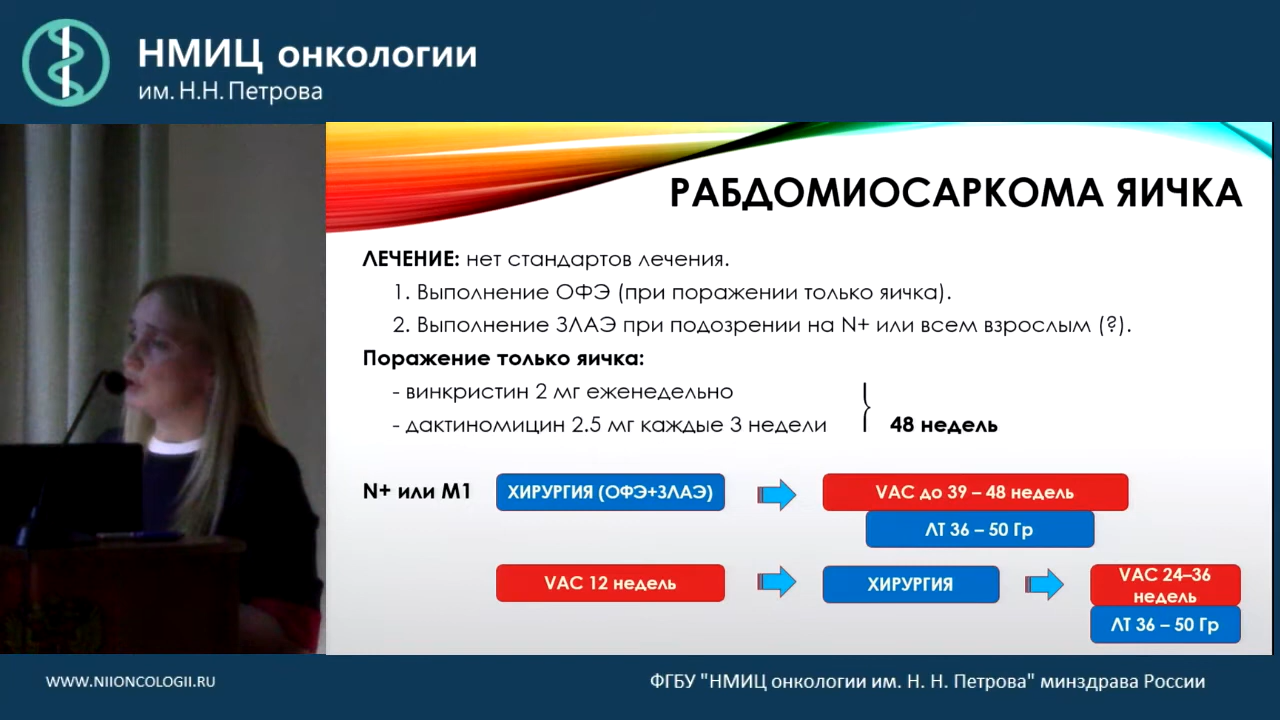 НМИЦ онкологии
им. Н.Н. Петрова
РАБДОМИОСАРКОМА ЯИЧКА
ЛЕЧЕНИЕ: нет стандартов лечения.
1. Выполнение ОФЭ (при поражении только яичка).
2. Выполнение ЗЛАЭ при подозрении на N+ или всем взрослым (?).
Поражение только яичка:
- винкристин 2 мг еженедельно
- дактиномицин 2.5 мг каждые 3 недели
48 недель
N+ или М1
ХИРУРГИЯ (ОФЭ+ЗЛАЭ)
VAC до 39 – 48 недель
ЛТ 36 – 50 Гр
VAC 12 недель
ХИРУРГИЯ
VAC 24–36
недель
ЛТ 36 – 50 Гр
WWW.NIIONCOLOGII.RU
ФГБУ "НМИЦ онкологии им. Н. Н. Петрова" минздрава России